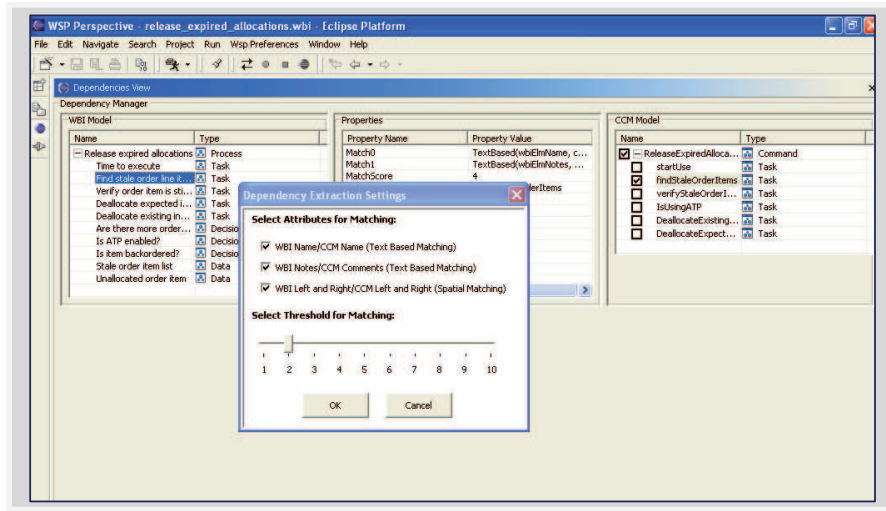 WSP Perspective - release_expired_allocations.wbi - Eclipse Platform
File Edit Navigate Search Project Run Wsp Preferences Window Help
Dependencies View
Dependency Manager
WBI Model
Name Type
Release expired allocations Process
Time to execute Task
Find stale order line it... Task
Verify order item is sti... Task
Deallocate expected i... Task
Deallocate existing in... Task
Are there more order... Decisio
Is ATP enabled? Decisio
Is item backordered? Decisio
Stale order item list Data
Unallocated order item Data
Properties
Property Name Property Value
Match0 TextBased(wbiElmName, c...
Match1 TextBased(wbiElmNotes, ...
MatchScore 4
erItems
CCM Model
Name Type
ReleaseExpiredAlloca... Command
startUse Task
findStaleOrderItems Task
verifyStaleOrderI... Task
IsUsingATP Task
DeallocateExisting... Task
DeallocateExpect... Task
Dependency Extraction Settings
Select Attributes for Matching:
WBI Name/CCM Name (Text Based Matching)
WBI Notes/CCM Comments (Text Based Matching)
WBI Left and Right/CCM Left and Right (Spatial Matching)
Select Threshold for Matching:
1 2 3 4 5 6 7 8 9 10
OK Cancel